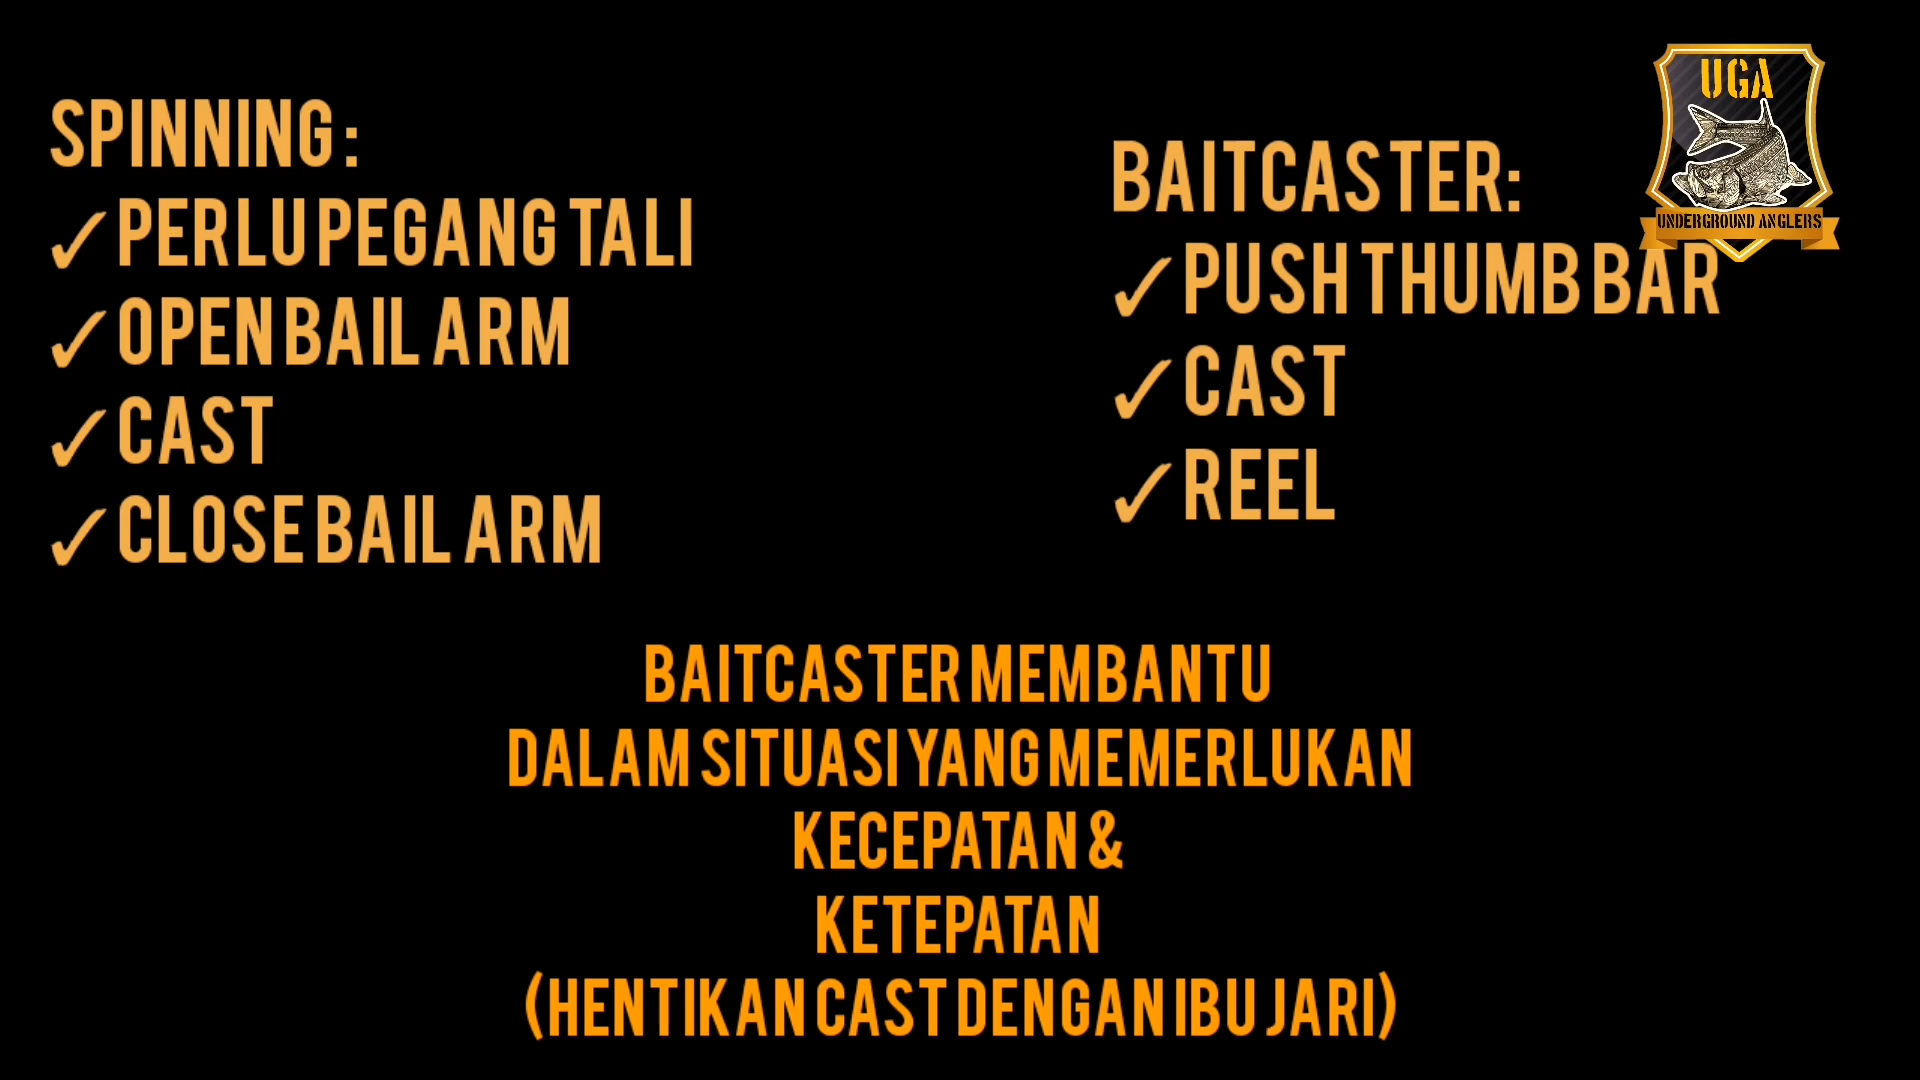 SPINNING :
✓ PERLU PEGANG TALI
✓ OPEN BAIL ARM
✓ CAST
✓ CLOSE BAIL ARM
BAITCASTER:
✓ PUSH THUMB BAR
✓ CAST
✓ REEL
UGA
UNDERGROUND ANGLERS
BAITCASTER MEMBANTU
DALAM SITUASI YANG MEMERLUKAN
KECEPATAN &
KETEPATAN
(HENTIKAN CAST DENGAN IBU JARI)